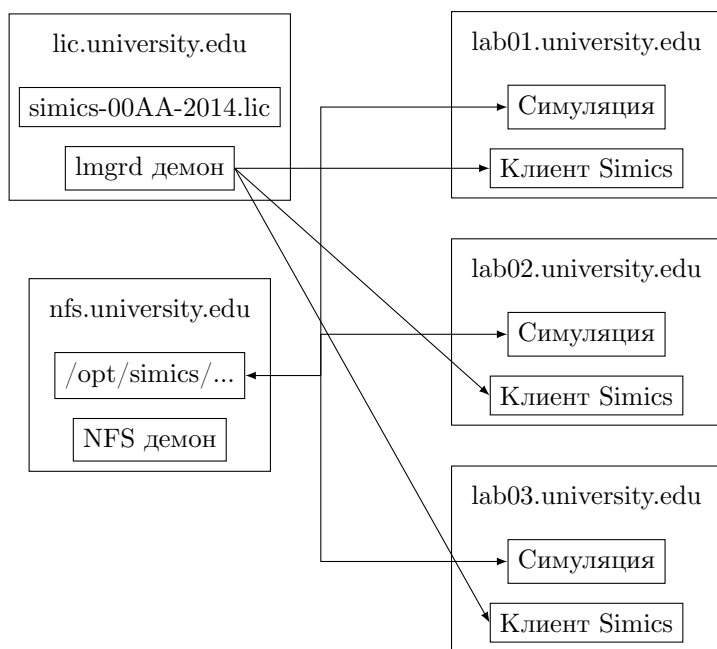 lic.university.edu
simics-00AA-2014.lic
lmgrd демон
nfs.university.edu
/opt/simics/...
NFS демон
lab01.university.edu
Симуляция
Клиент Simics
lab02.university.edu
Симуляция
Клиент Simics
lab03.university.edu
Симуляция
Клиент Simics